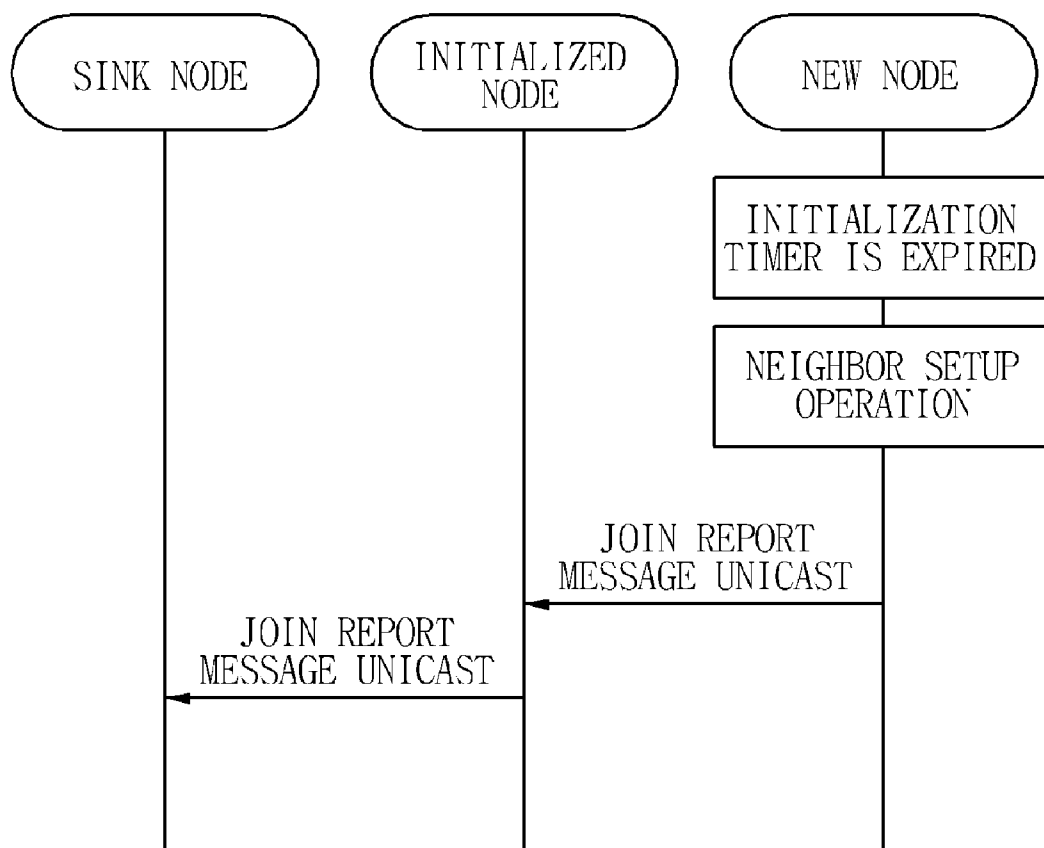 SINK NODE
INITIALIZED
NODE
NEW NODE
INITIALIZATION
TIMER IS EXPIRED
NEIGHBOR SETUP
OPERATION
JOIN REPORT
MESSAGE UNICAST
JOIN REPORT
MESSAGE UNICAST